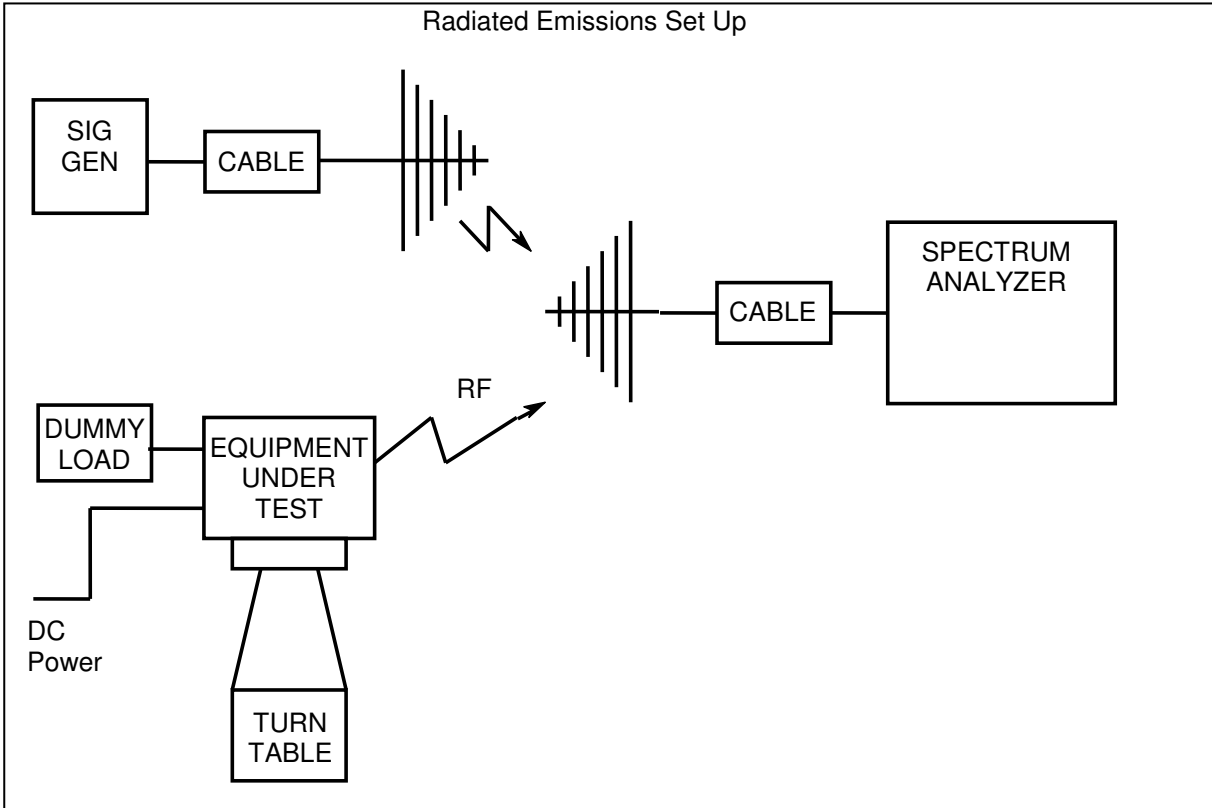 Radiated Emissions Set Up
SIG
GEN
CABLE
SPECTRUM
ANALYZER
CABLE
RF
DUMMY
LOAD
EQUIPMENT
UNDER
TEST
DC
Power
TURN
TABLE